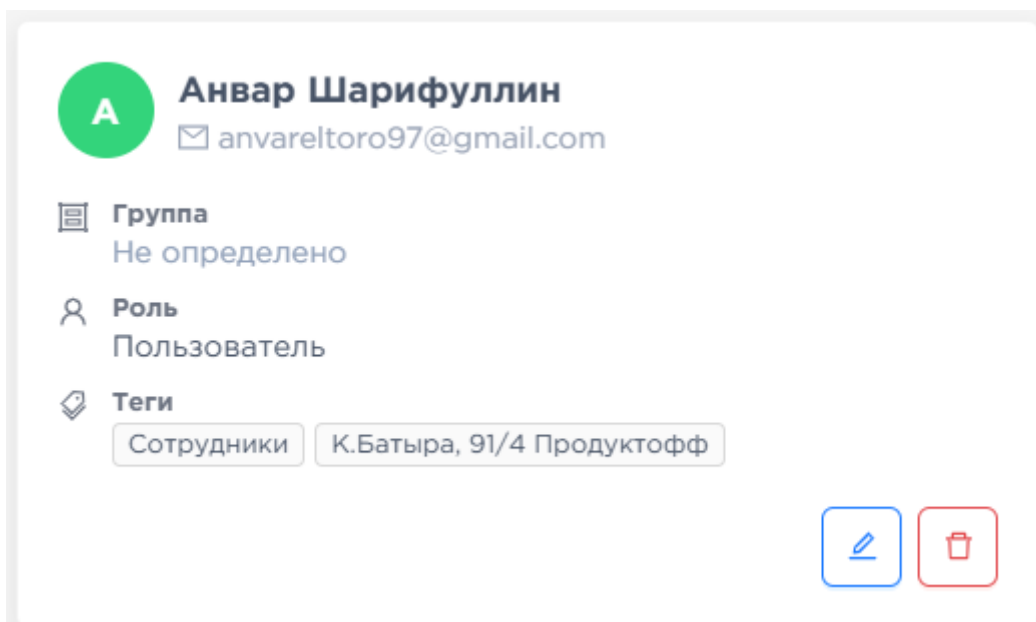 А
Анвар Шарифуллин
anvareltoro97@gmail.com
Группа
Не определено
Роль
Пользователь
Теги
Сотрудники К.Батыра, 91/4 Продуктофф